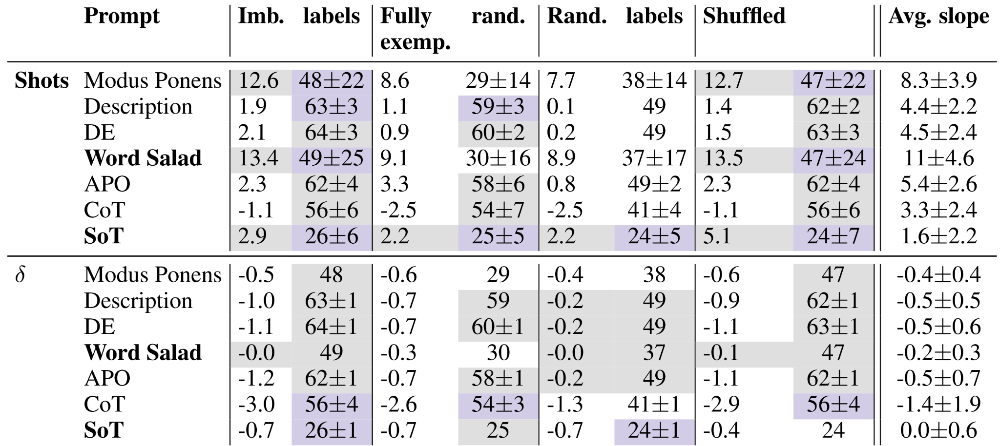 Prompt Imb. labels Fully rand. Rand. labels Shuffled Avg. slope
exemp.
Shots Modus Ponens 12.6 48±22 8.6 29±14 7.7 38±14 12.7 47±22 8.3±3.9
Description 1.9 63±3 1.1 59±3 0.1 49 1.4 62±2 4.4±2.2
DE 2.1 64±3 0.9 60±2 0.2 49 1.5 63±3 4.5±2.4
Word Salad 13.4 49±25 9.1 30±16 8.9 37±17 13.5 47±24 11±4.6
APO 2.3 62±4 3.3 58±6 0.8 49±2 2.3 62±4 5.4±2.6
CoT -1.1 56±6 -2.5 54±7 -2.5 41±4 -1.1 56±6 3.3±2.4
SoT 2.9 26±6 2.2 25±5 2.2 24±5 5.1 24±7 1.6±2.2
δ Modus Ponens -0.5 48 -0.6 29 -0.4 38 -0.6 47 -0.4±0.4
Description -1.0 63±1 -0.7 59 -0.2 49 -0.9 62±1 -0.5±0.5
DE -1.1 64±1 -0.7 60±1 -0.2 49 -1.1 63±1 -0.5±0.6
Word Salad -0.0 49 -0.3 30 -0.0 37 -0.1 47 -0.2±0.3
APO -1.2 62±1 -0.7 58±1 -0.2 49 -1.1 62±1 -0.5±0.7
CoT -3.0 56±4 -2.6 54±3 -1.3 41±1 -2.9 56±4 -1.4±1.9
SoT -0.7 26±1 -0.7 25 -0.7 24±1 -0.4 24 0.0±0.6